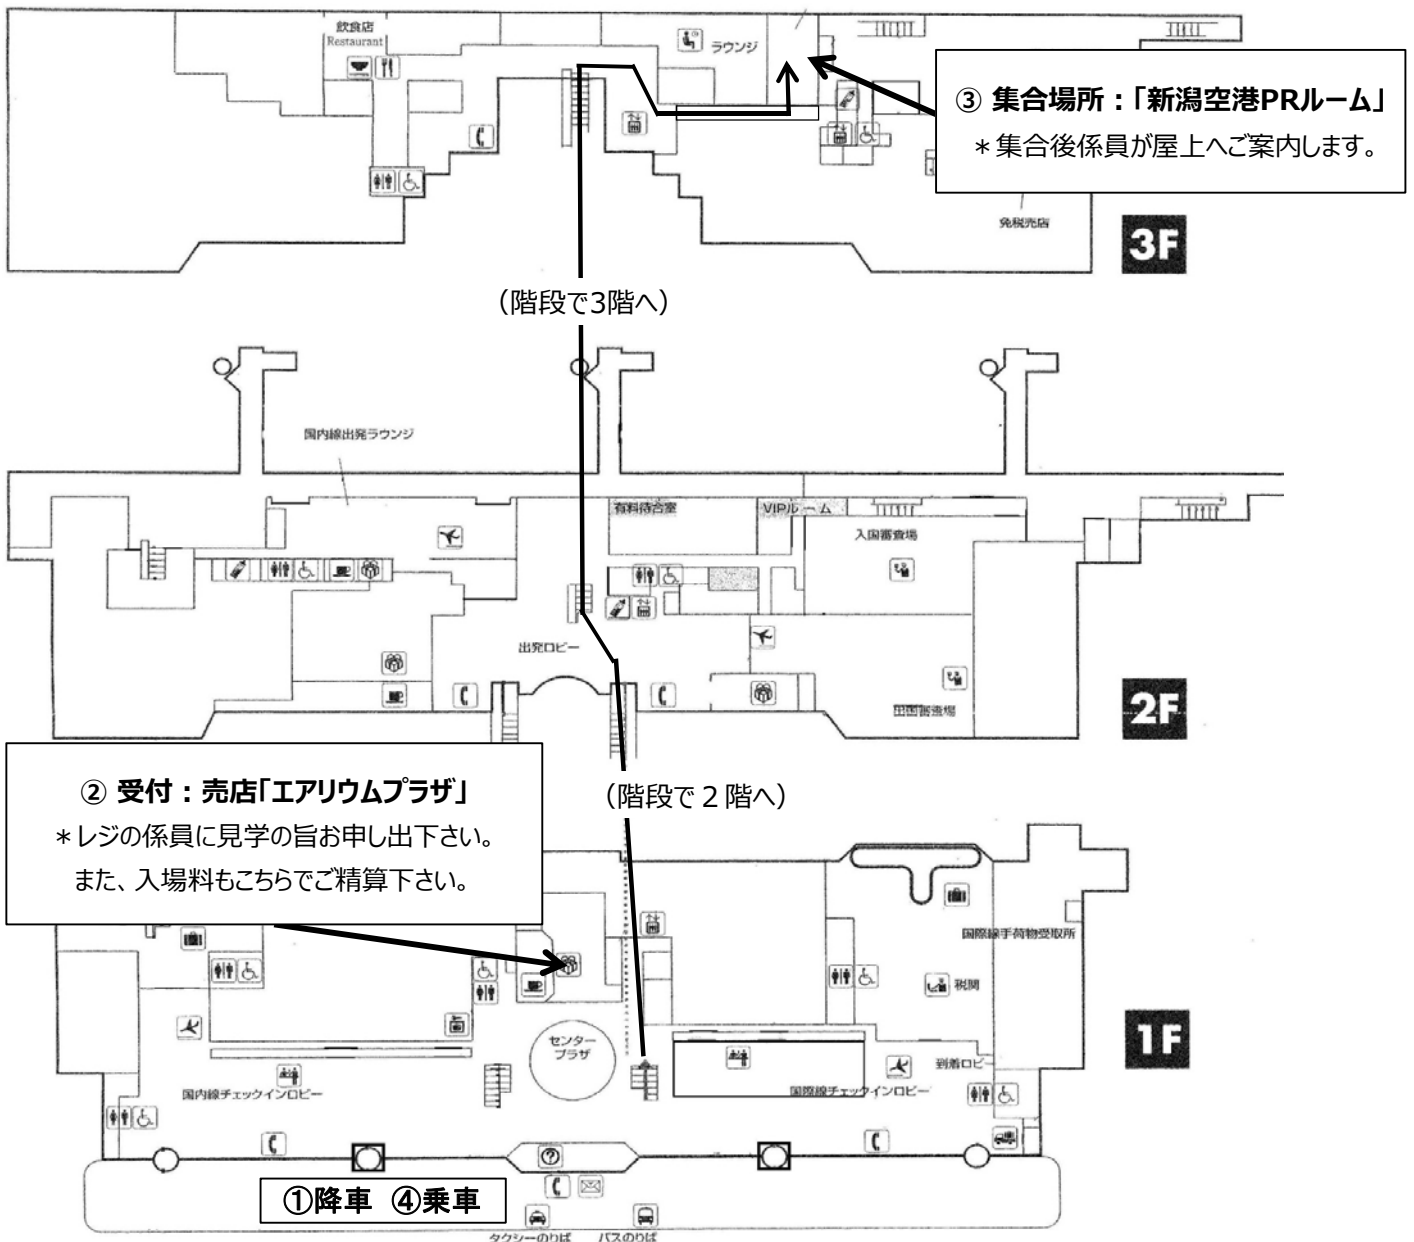 飲食店
Restaurant
ラウンジ
③ 集合場所：「新潟空港PRルーム」
＊集合後係員が屋上へご案内します。
免税売店
3F
（階段で3階へ）
国内線出発ラウンジ
有料待合室
VIPルーム
入国審査場
出発ロビー
出国審査場
2F
② 受付：売店「エアリウムプラザ」
＊レジの係員に見学の旨お申し出下さい。
また、入場料もこちらでご精算下さい。
（階段で２階へ）
国際線手荷物受取所
税関
センター
プラザ
1F
到着ロビー
国内線チェックインロビー
国際線チェックインロビー
①降車 ④乗車
タクシーのりば
バスのりば